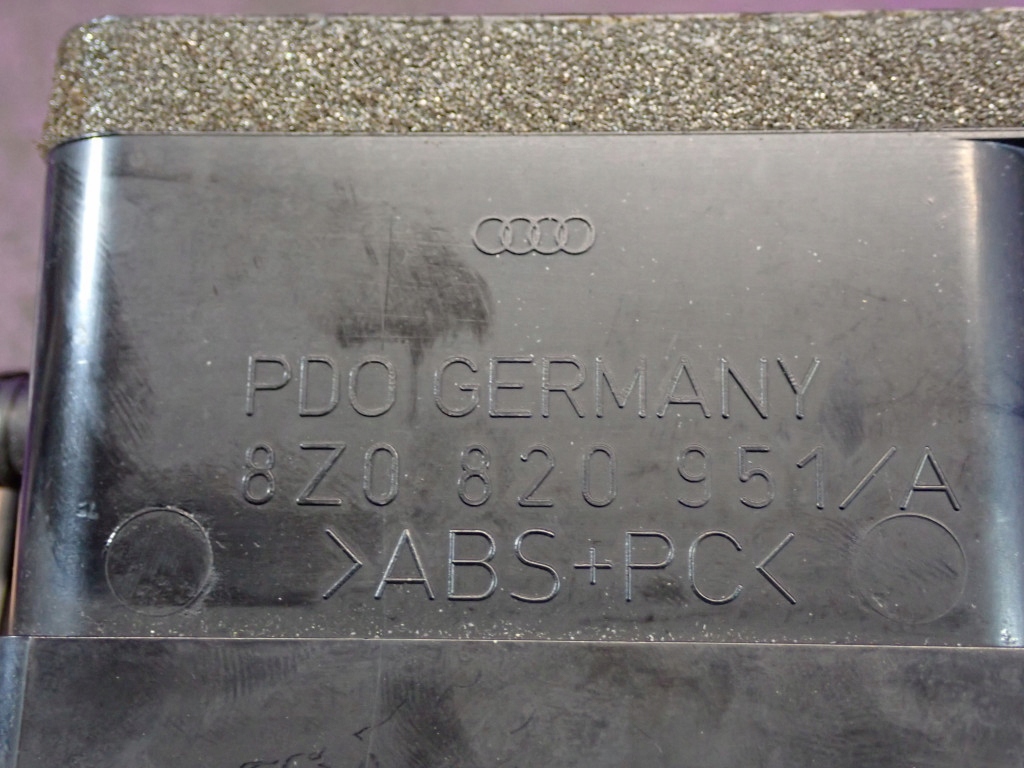 PDO GERMANY
8Z0 820 951/A
>ABS+PC<